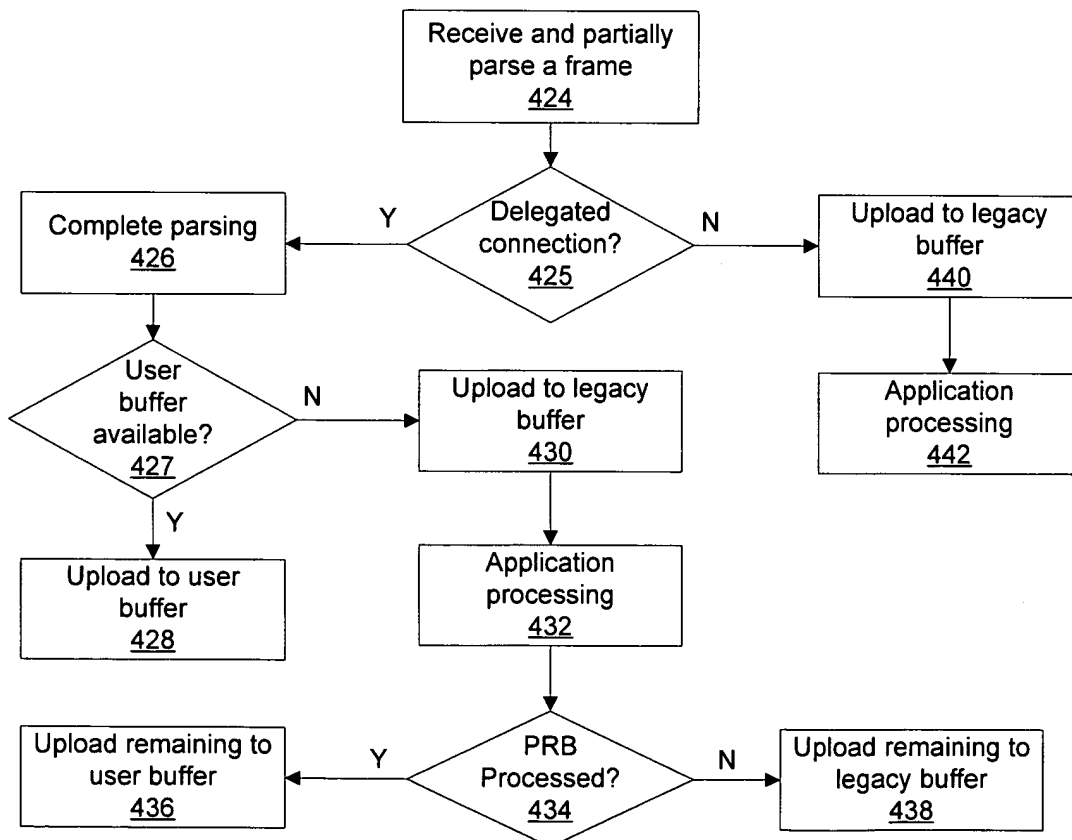 Receive and partially
parse a frame
424
Delegated
connection?
425
Y
N
Complete parsing
426
Upload to legacy
buffer
440
User
buffer
available?
427
N
Y
Upload to legacy
buffer
430
Application
processing
442
Upload to user
buffer
428
Application
processing
432
PRB
Processed?
434
Y
N
Upload remaining to
user buffer
436
Upload remaining to
legacy buffer
438